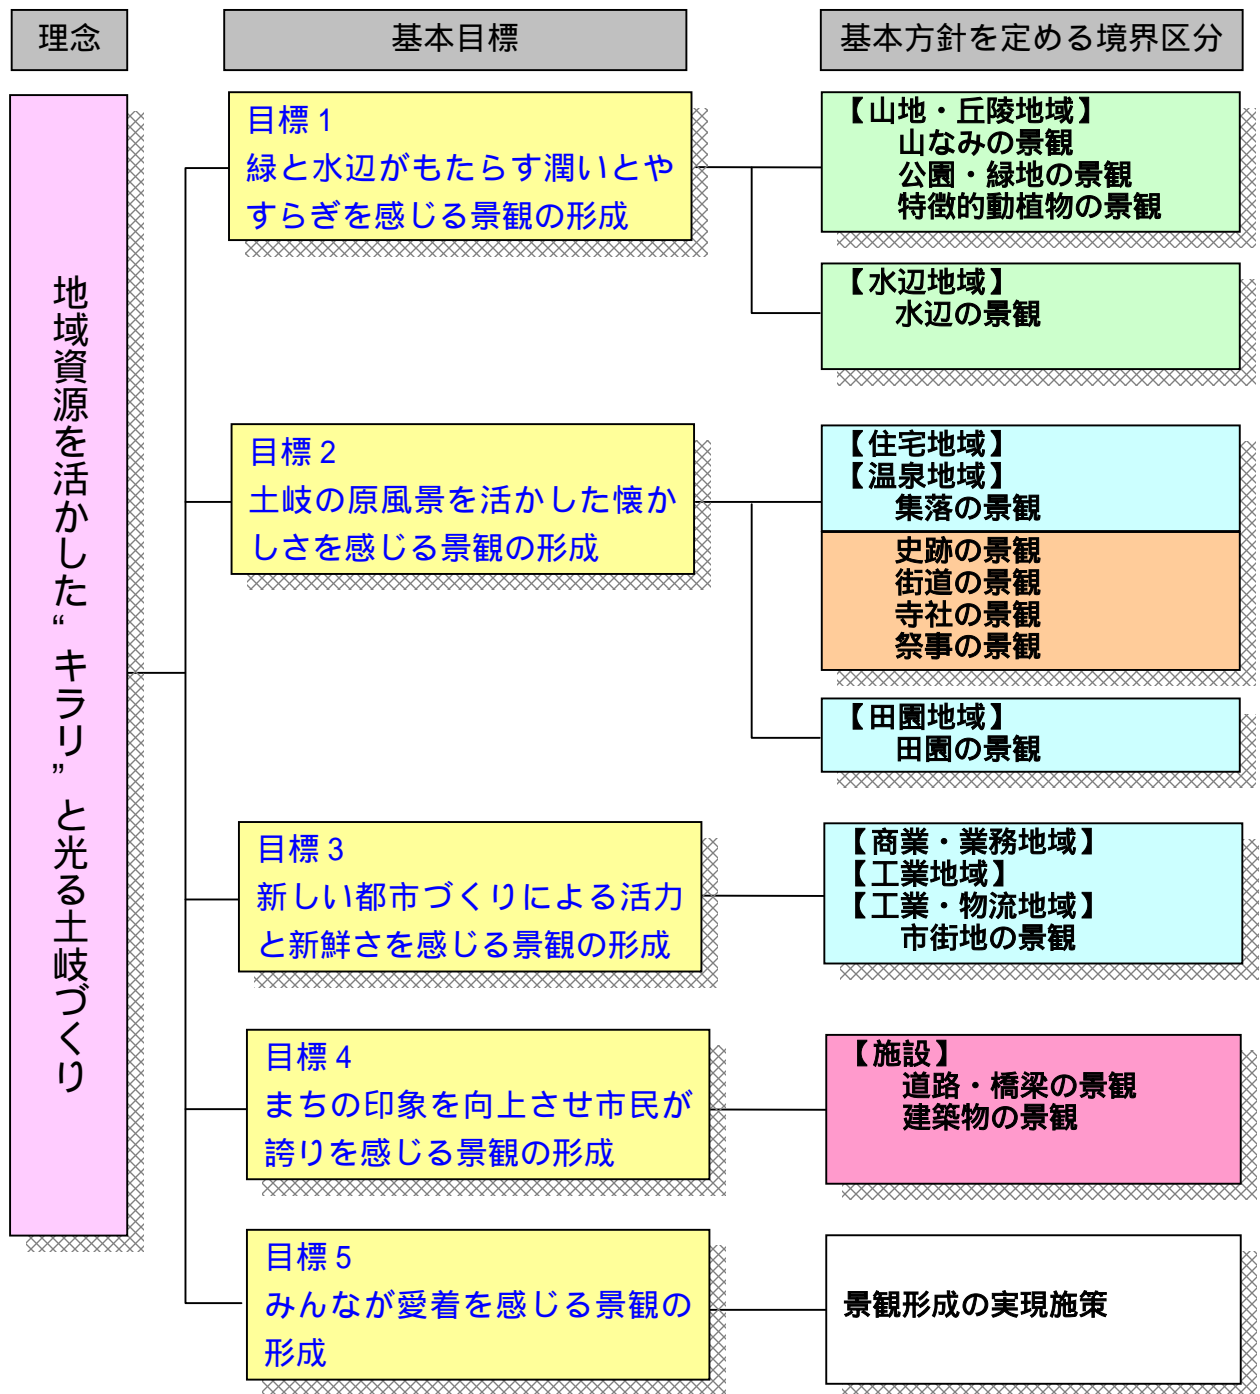 理念
基本目標
基本方針を定める境界区分
地域資源を活かした“キラリ”と光る土岐づくり
目標1
緑と水辺がもたらす潤いとや
すらぎを感じる景観の形成
【山地・丘陵地域】
山なみの景観
公園・緑地の景観
特徴的動植物の景観
【水辺地域】
水辺の景観
目標2
土岐の原風景を活かした懐か
しさを感じる景観の形成
【住宅地域】
【温泉地域】
集落の景観
史跡の景観
街道の景観
寺社の景観
祭事の景観
【田園地域】
田園の景観
目標3
新しい都市づくりによる活力
と新鮮さを感じる景観の形成
【商業・業務地域】
【工業地域】
【工業・物流地域】
市街地の景観
目標4
まちの印象を向上させ市民が
誇りを感じる景観の形成
【施設】
道路・橋梁の景観
建築物の景観
目標5
みんなが愛着を感じる景観の
形成
景観形成の実現施策